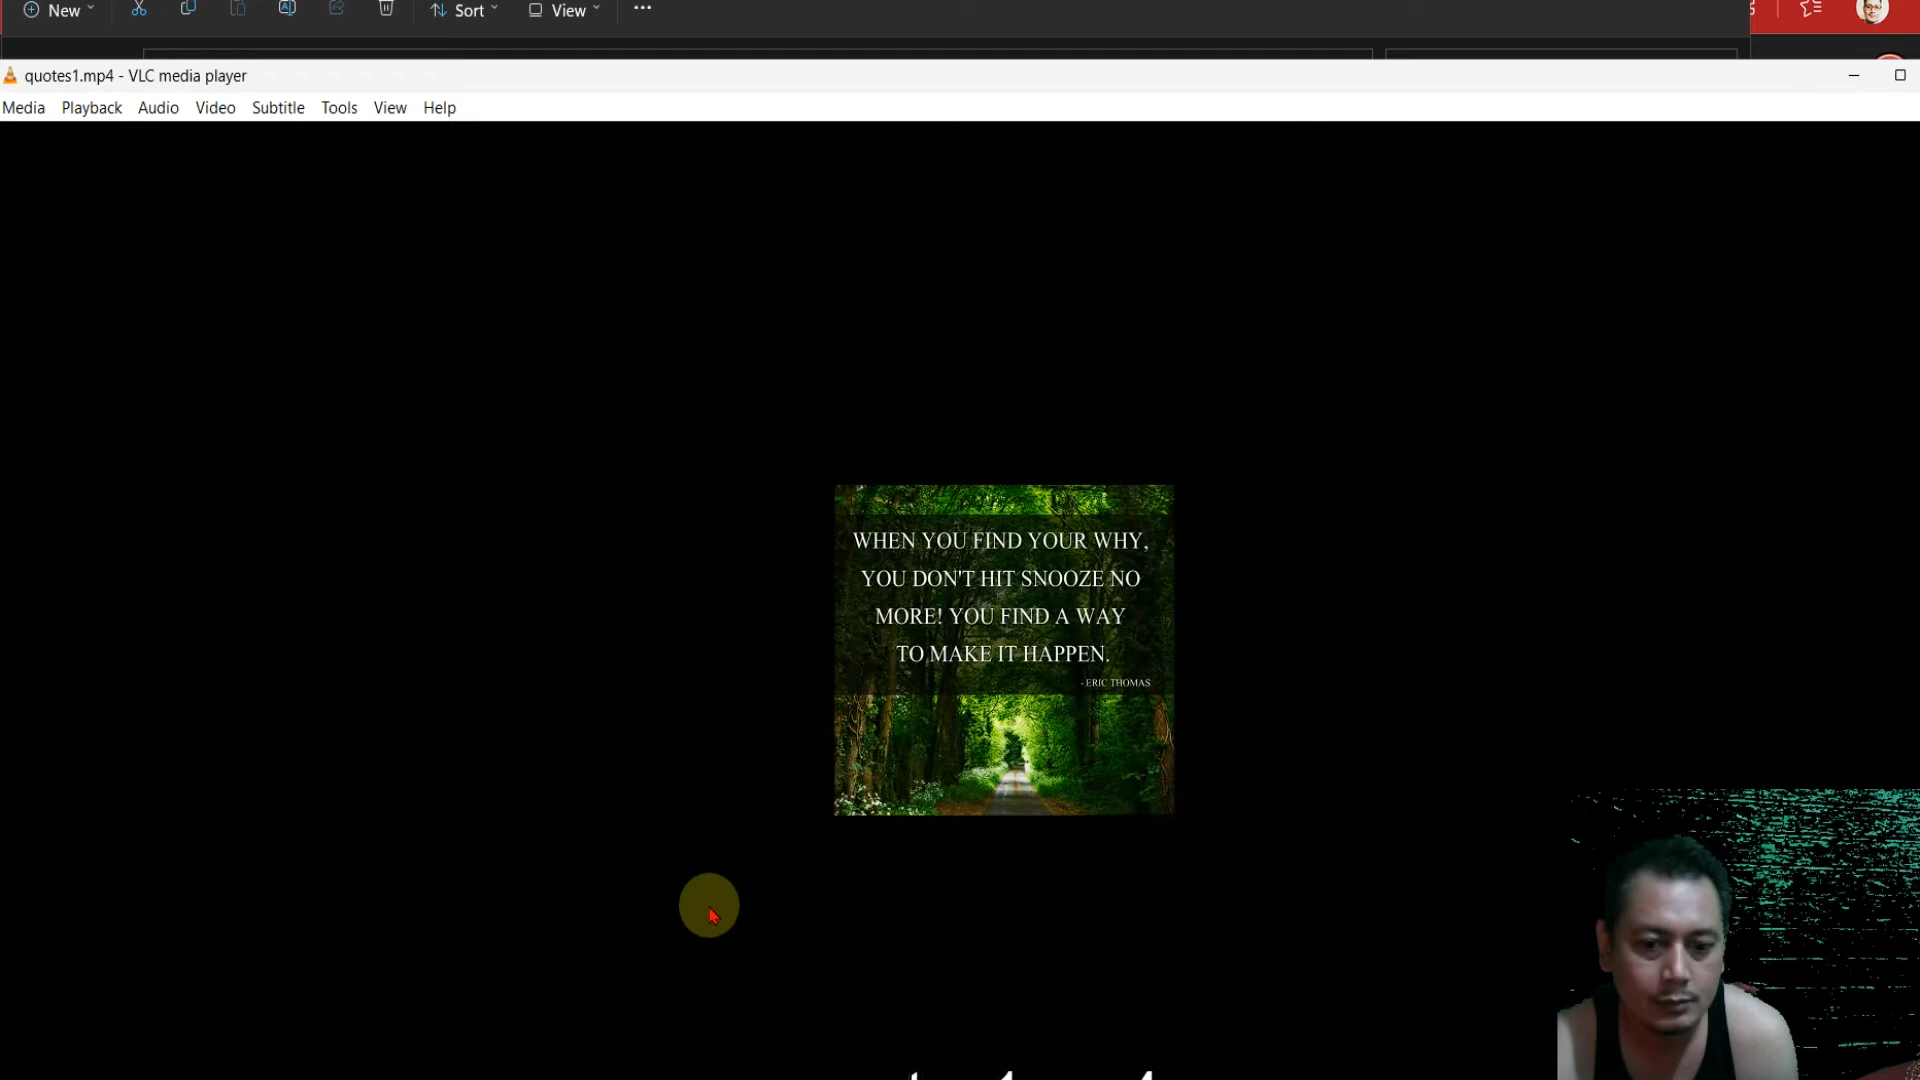 New
Sort
View
quotes1.mp4 - VLC media player
Media Playback Audio Video Subtitle Tools View Help
WHEN YOU FIND YOUR WHY,
YOU DON'T HIT SNOOZE NO
MORE! YOU FIND A WAY
TO MAKE IT HAPPEN.
- ERIC THOMAS